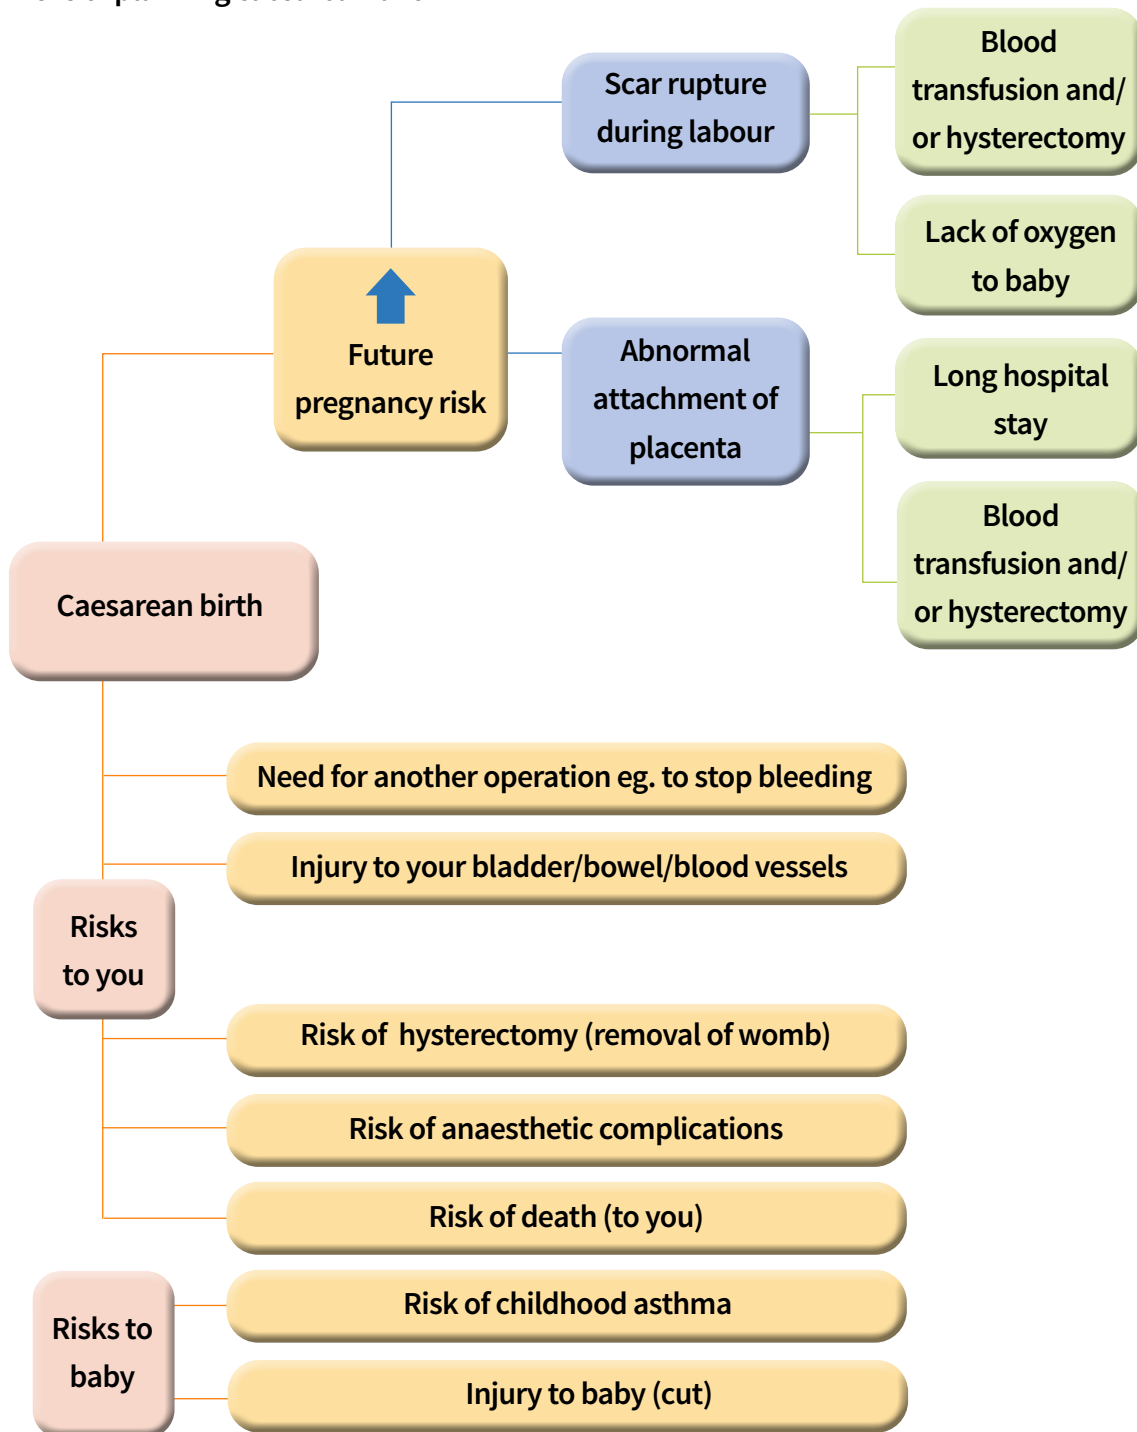 Scar rupture
during labour
Blood
transfusion and/
or hysterectomy
Lack of oxygen
to baby
Future
pregnancy risk
Abnormal
attachment of
placenta
Long hospital
stay
Blood
transfusion and/
or hysterectomy
Caesarean birth
Need for another operation eg. to stop bleeding
Injury to your bladder/bowel/blood vessels
Risks
to you
Risk of hysterectomy (removal of womb)
Risk of anaesthetic complications
Risk of death (to you)
Risks to
baby
Risk of childhood asthma
Injury to baby (cut)